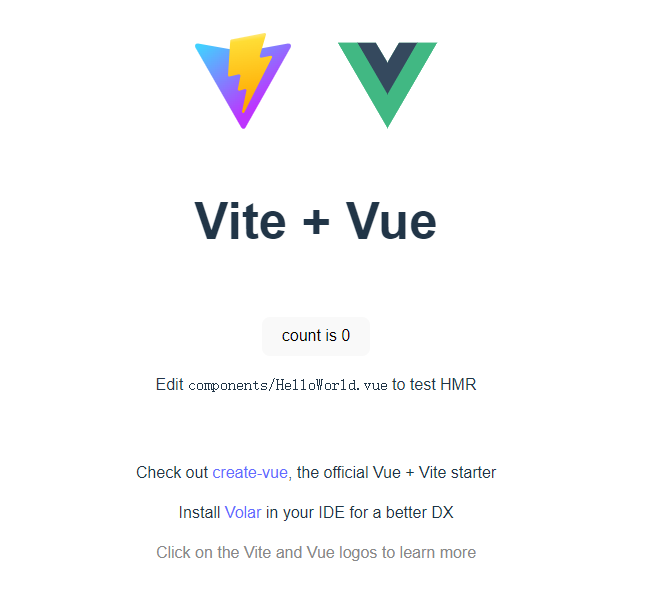 Vite + Vue
count is 0
Edit components/HelloWorld.vue to test HMR
Check out create-vue, the official Vue + Vite starter
Install Volar in your IDE for a better DX
Click on the Vite and Vue logos to learn more